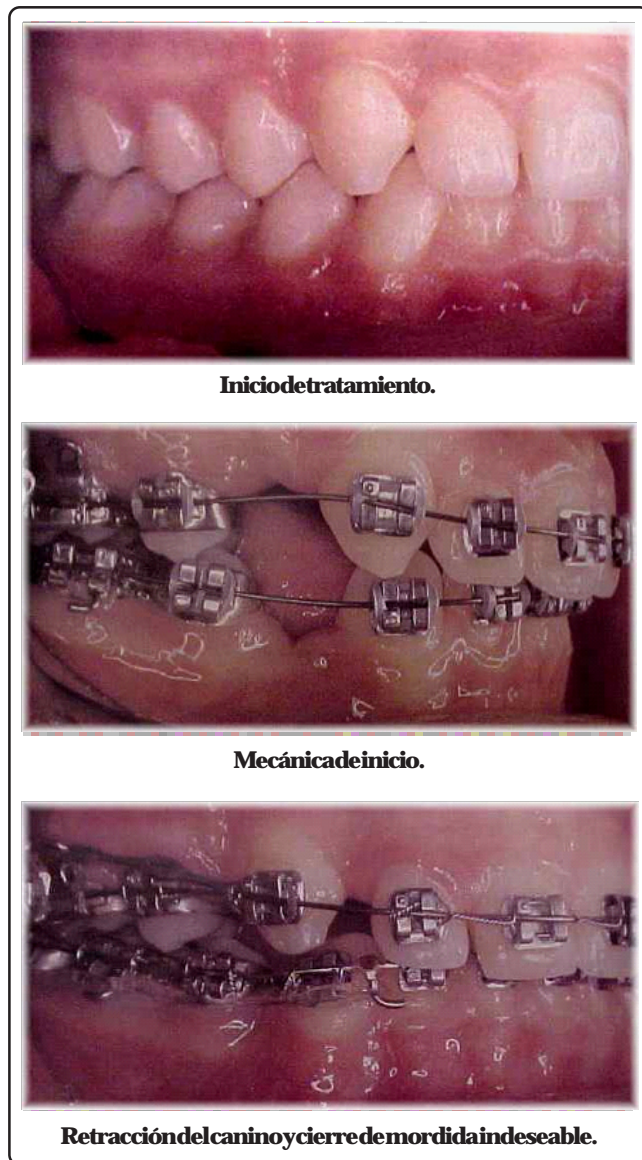 Iniciodetratamiento.
Mecánicadeinicio.
Retraccióndelcaninoycierredemordidaindeseable.